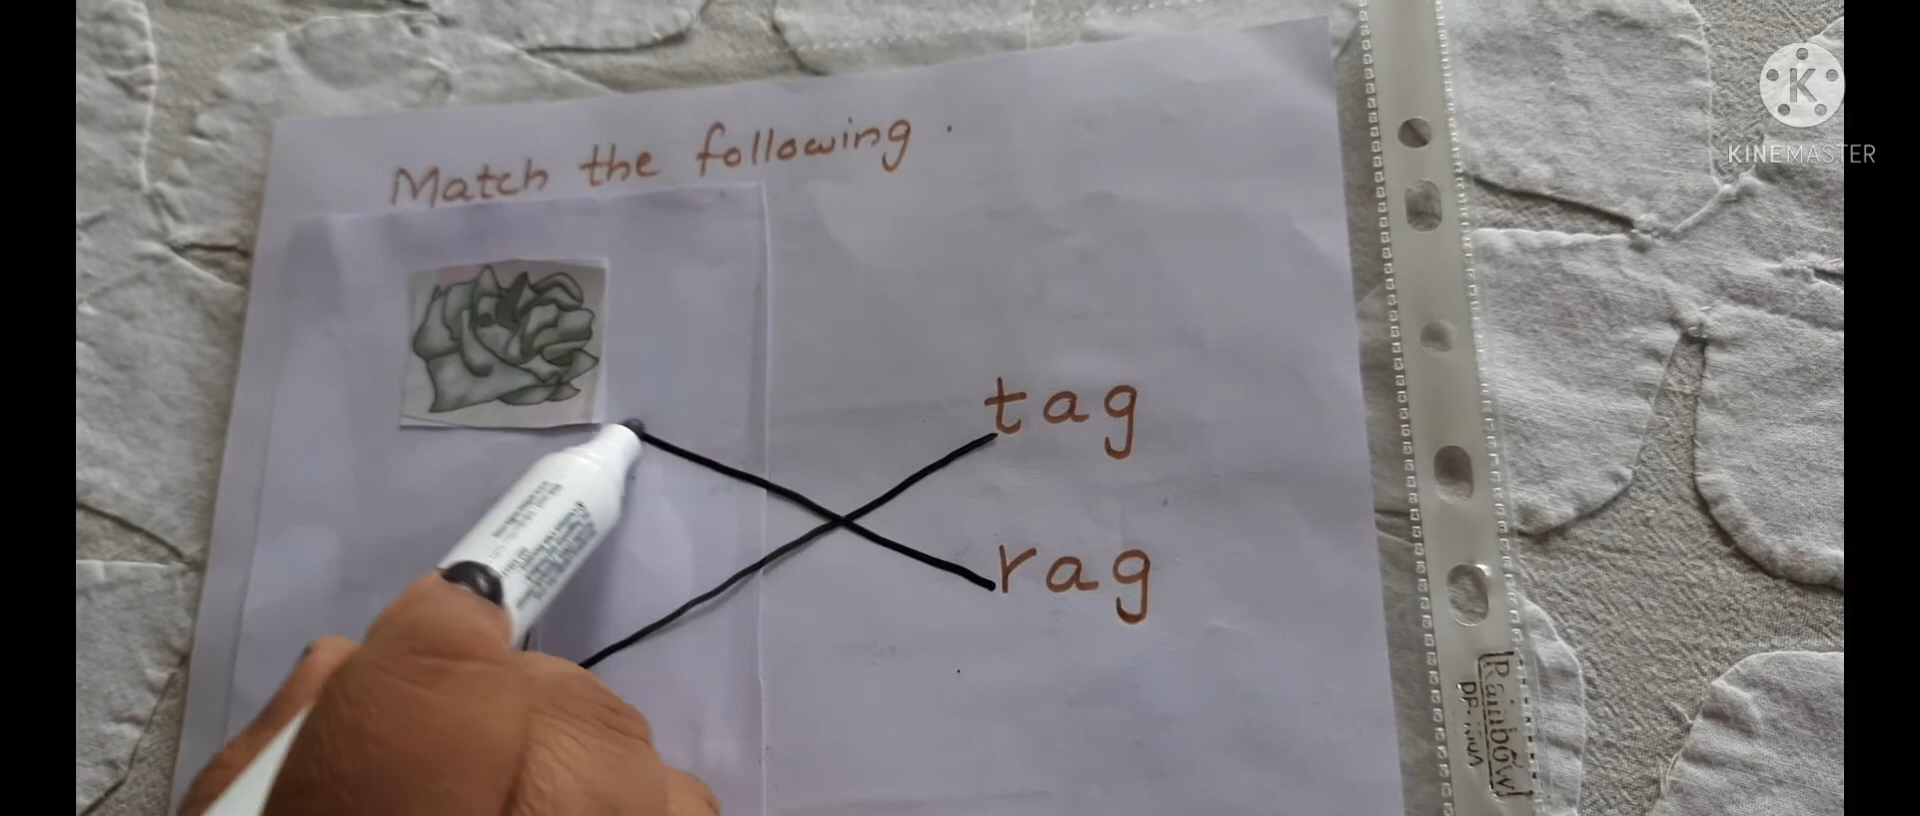 Match the following.
tag
rag
KINEMASTER
Rainbow